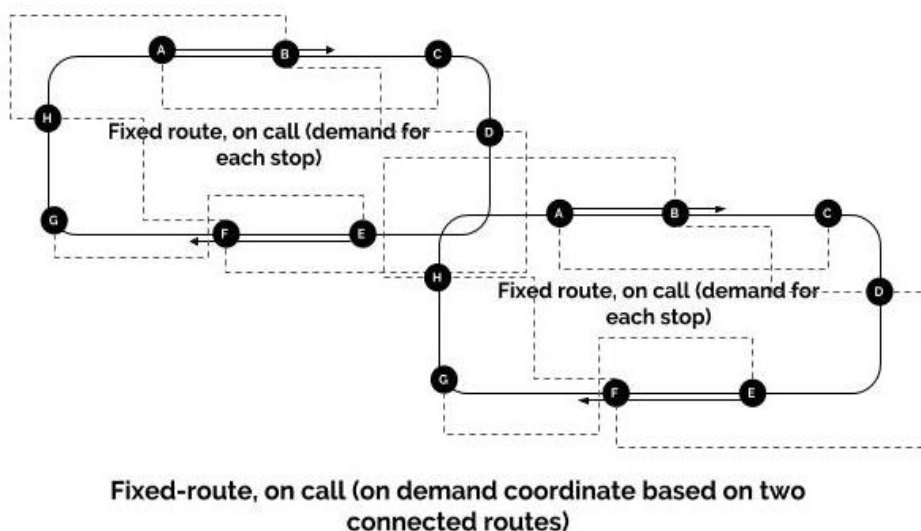 A
B
C
H
D
Fixed route, on call (demand for
each stop)
G
F
E
A
B
C
H
D
Fixed route, on call (demand for
each stop)
G
F
E
Fixed-route, on call (on demand coordinate based on two
connected routes)